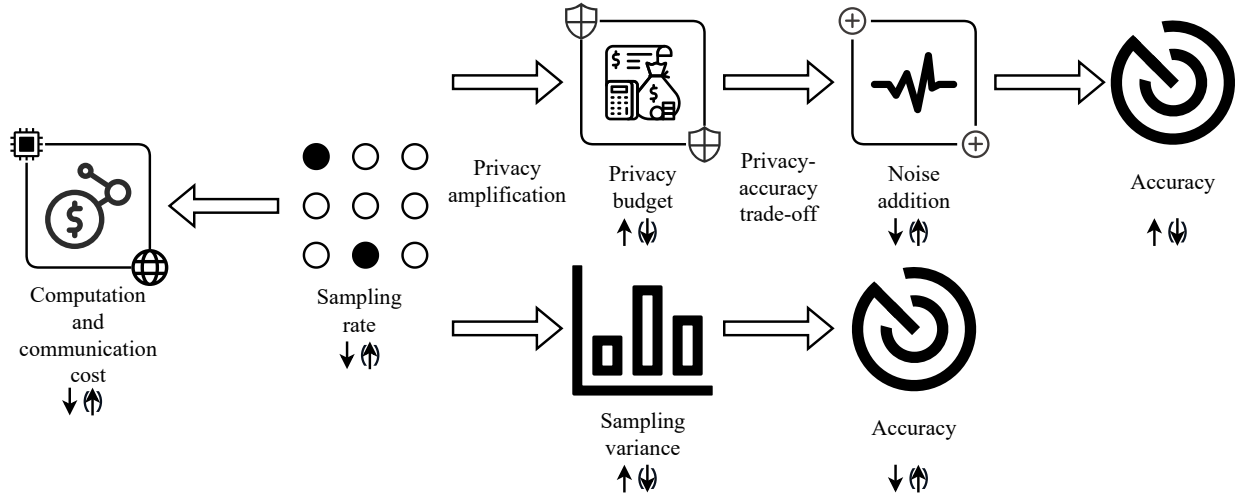 Privacy
amplification
Privacy
budget
↑ (↓)
Privacy-
accuracy
trade-off
Noise
addition
↓ (↑)
Accuracy
↑ (↓)
Computation
and
communication
cost
↓ (↑)
Sampling
rate
↓ (↑)
Sampling
variance
↑ (↓)
Accuracy
↓ (↑)
$
$
$